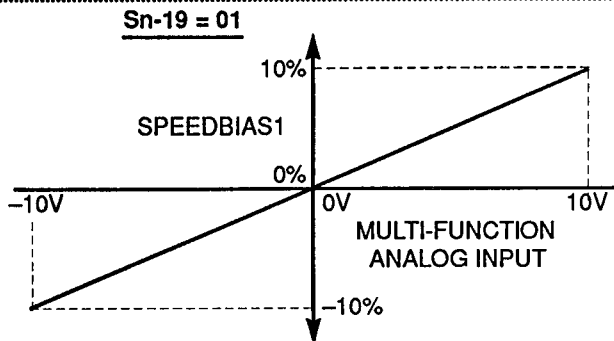 Sn-19 = 01
10%
SPEEDBIAS1
0%
–10V
0V
10V
MULTI-FUNCTION
ANALOG INPUT
–10%